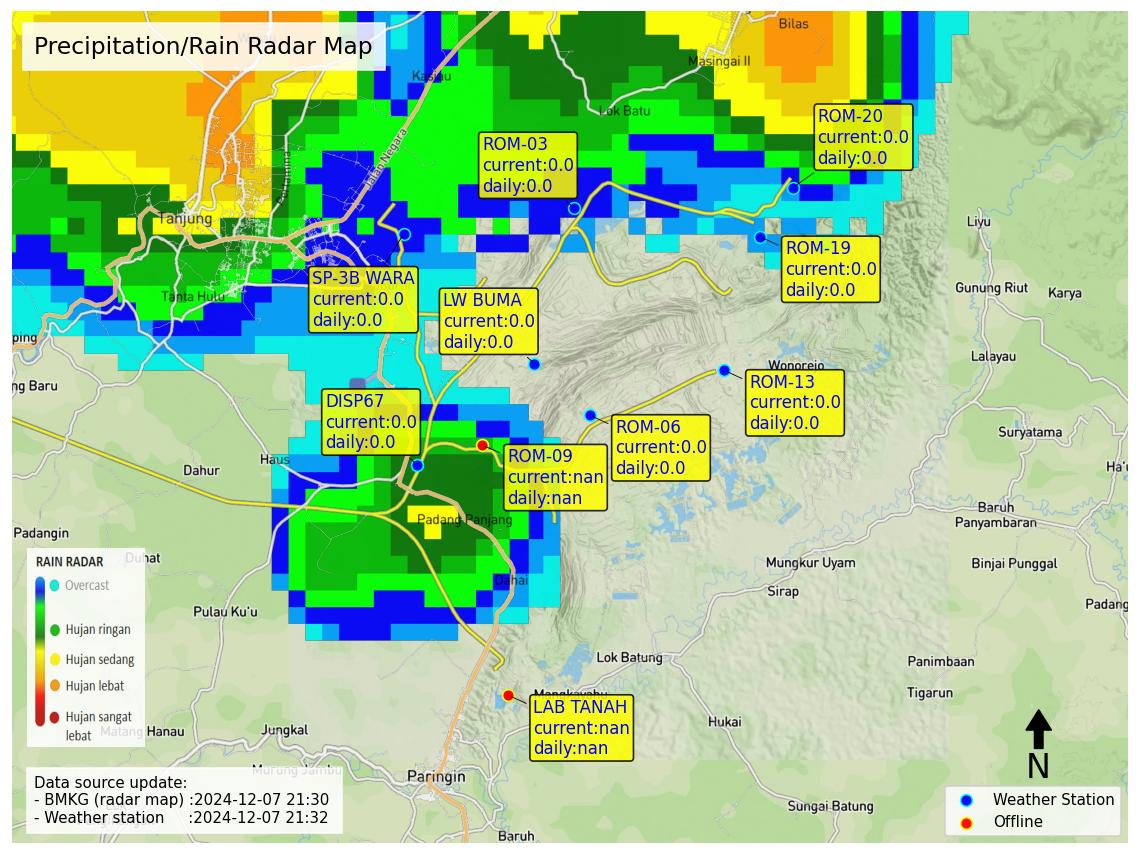 Precipitation/Rain Radar Map
Bilas
Masingai II
Kasiau
Lok Batu
Jalan Negara
Pertamina
Tanjung
Tanta Hulu
ROM-20
current:0.0
daily:0.0
ROM-03
current:0.0
daily:0.0
ROM-19
current:0.0
daily:0.0
SP-3B WARA
current:0.0
daily:0.0
LW BUMA
current:0.0
daily:0.0
Liyu
Gunung Riut
Karya
Lalayau
Wonorejo
ROM-13
current:0.0
daily:0.0
ping
ng Baru
DISP67
current:0.0
daily:0.0
ROM-06
current:0.0
daily:0.0
ROM-09
current:nan
daily:nan
Suryatama
Ha'u
Haus
Dahur
Padang Panjang
Baruh
Panyambaran
Padangin
Duhat
Dahai
Mungkur Uyam
Binjai Punggal
Sirap
Padang
Pulau Ku'u
RAIN RADAR
Overcast
Hujan ringan
Hujan sedang
Hujan lebat
Hujan sangat
lebat
Lok Batung
Panimbaan
Tigarun
Mangkayahu
LAB TANAH
current:nan
daily:nan
Hukai
Matang Hanau
Jungkal
Murung Jambu
Paringin
Sungai Batung
Baruh
N
Data source update:
- BMKG (radar map) :2024-12-07 21:30
- Weather station :2024-12-07 21:32
Weather Station
Offline